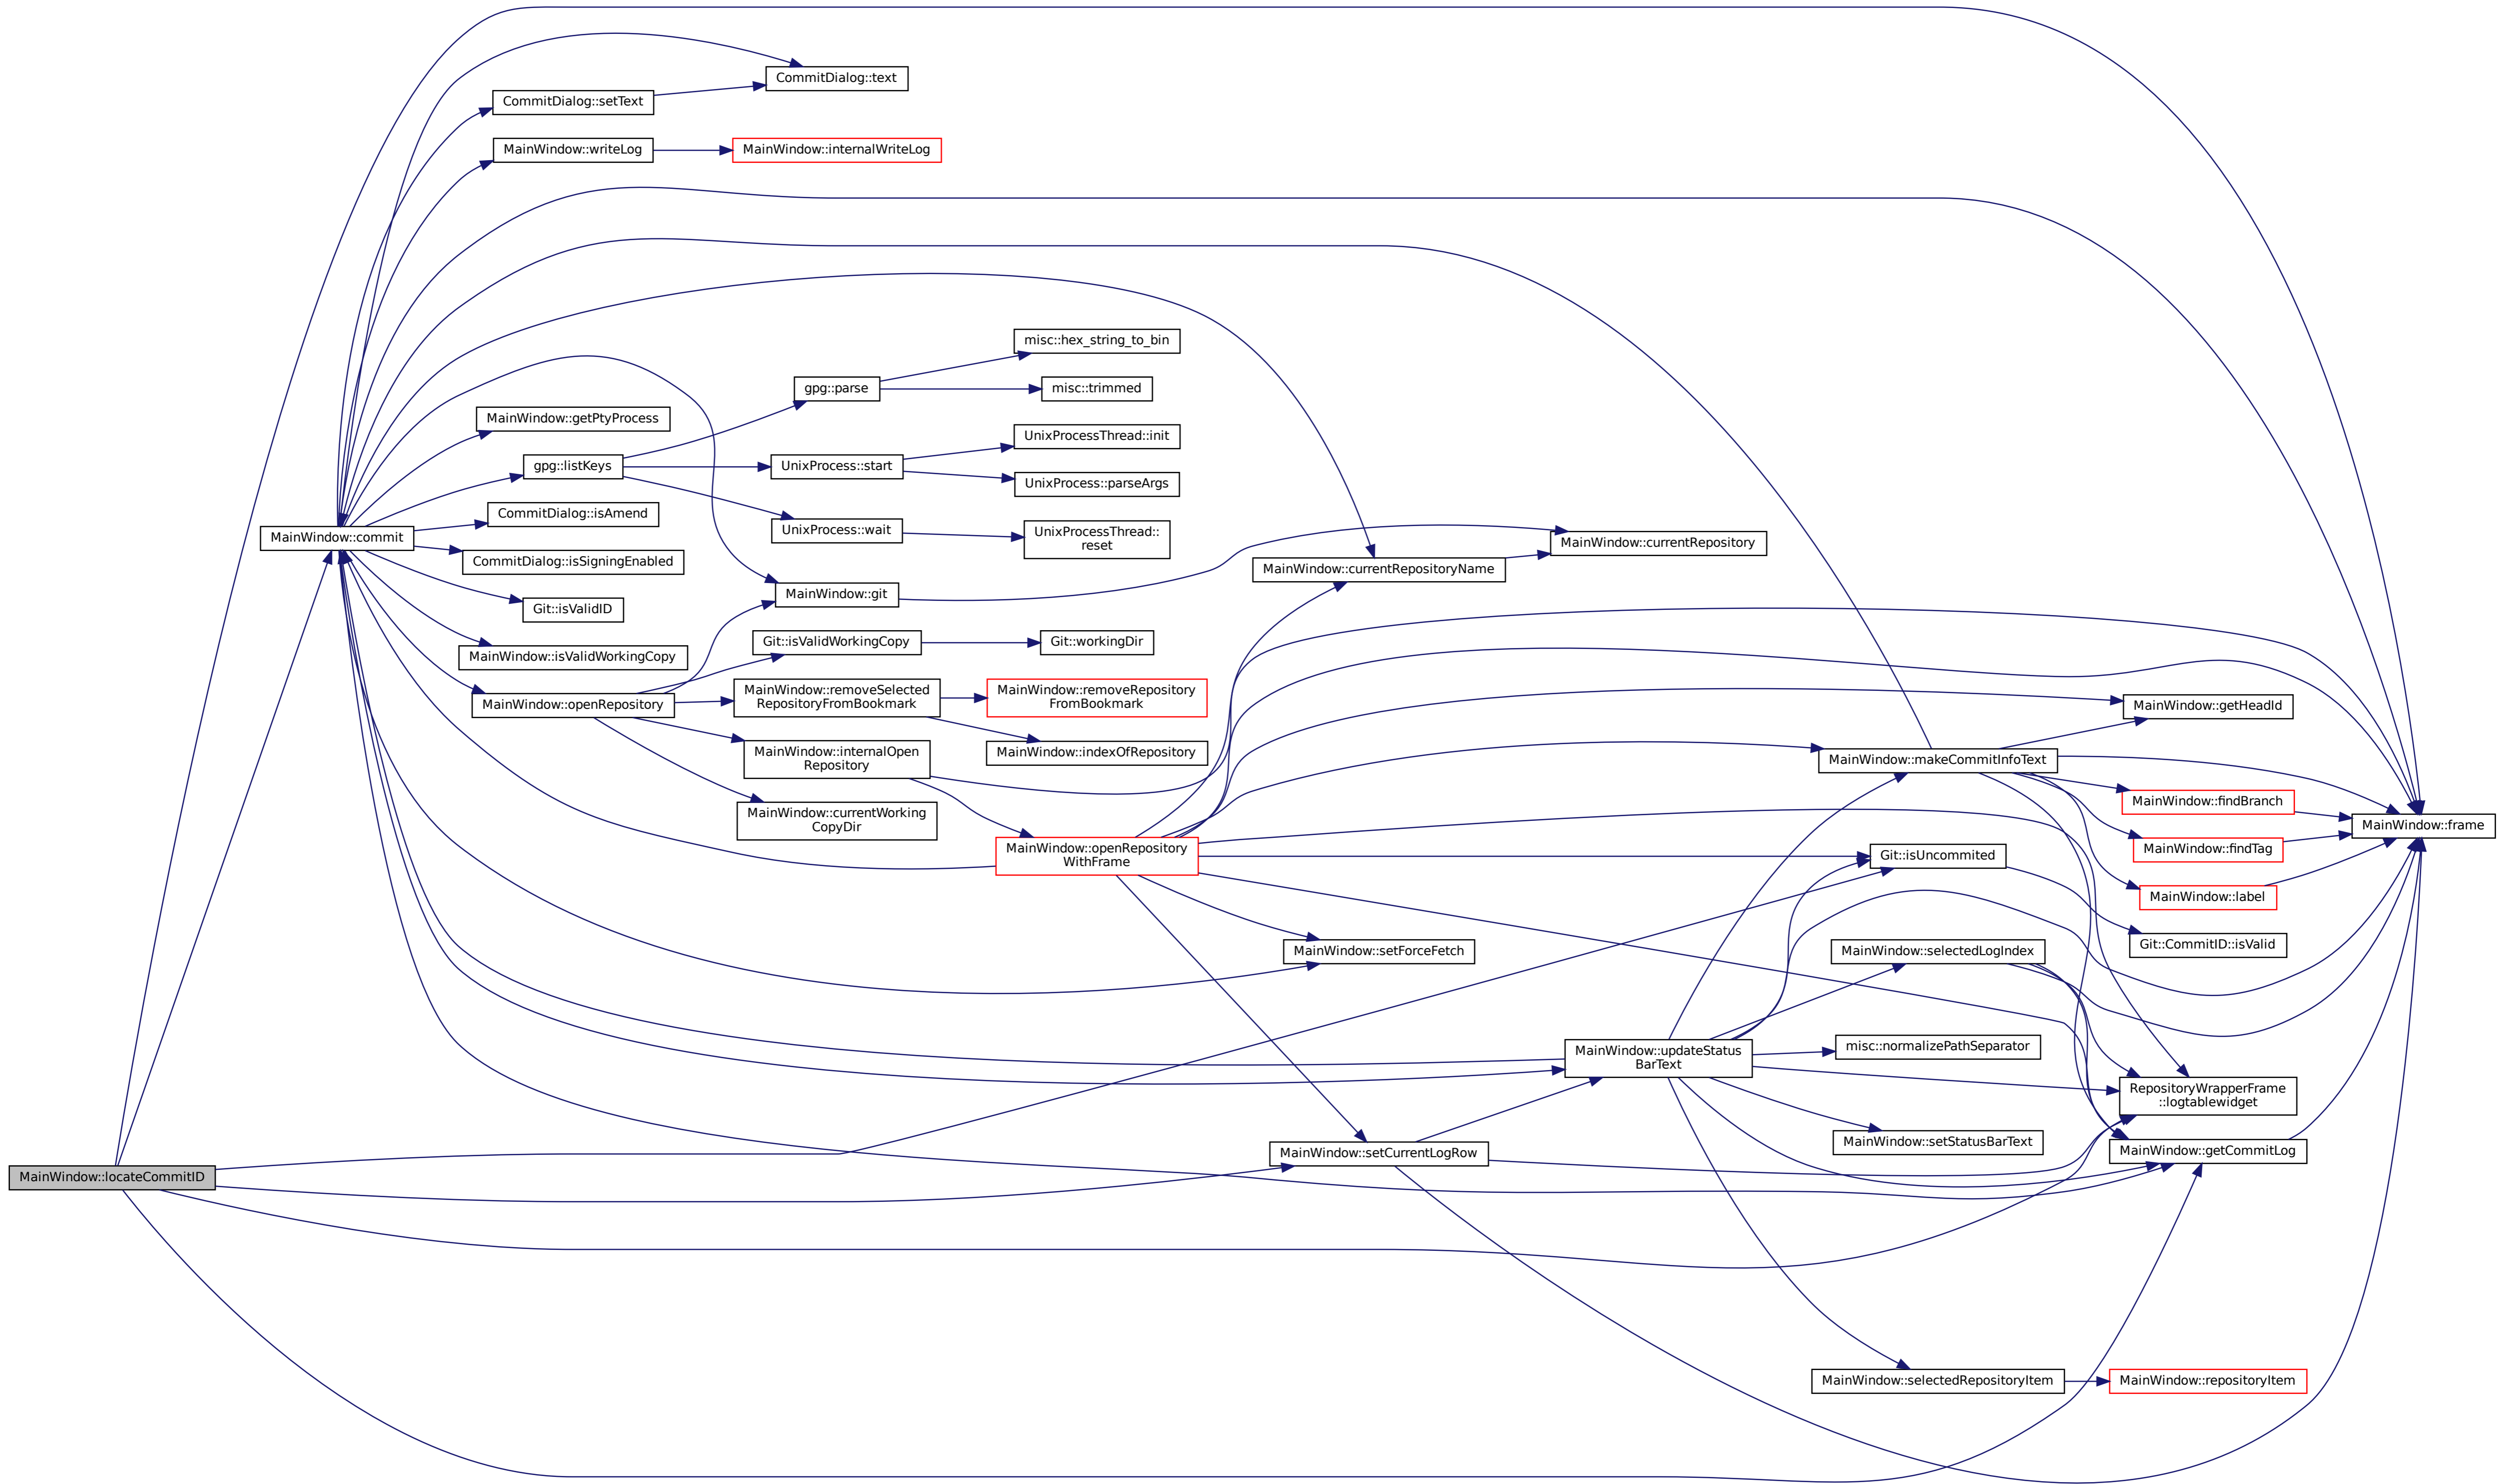 CommitDialog::text
CommitDialog::setText
MainWindow::writeLog
MainWindow::internalWriteLog
misc::hex_string_to_bin
gpg::parse
misc::trimmed
MainWindow::getPtyProcess
UnixProcessThread::init
gpg::listKeys
UnixProcess::start
UnixProcess::parseArgs
CommitDialog::isAmend
UnixProcess::wait
UnixProcessThread::
reset
MainWindow::commit
MainWindow::currentRepository
CommitDialog::isSigningEnabled
MainWindow::currentRepositoryName
MainWindow::git
Git::isValidID
Git::isValidWorkingCopy
Git::workingDir
MainWindow::isValidWorkingCopy
MainWindow::removeSelected
RepositoryFromBookmark
MainWindow::removeRepository
FromBookmark
MainWindow::openRepository
MainWindow::getHeadId
MainWindow::indexOfRepository
MainWindow::internalOpen
Repository
MainWindow::makeCommitInfoText
MainWindow::findBranch
MainWindow::currentWorking
CopyDir
MainWindow::frame
MainWindow::openRepository
WithFrame
MainWindow::findTag
Git::isUncommited
MainWindow::label
MainWindow::setForceFetch
MainWindow::selectedLogIndex
Git::CommitID::isValid
MainWindow::updateStatus
BarText
misc::normalizePathSeparator
RepositoryWrapperFrame
::logtablewidget
MainWindow::setStatusBarText
MainWindow::setCurrentLogRow
MainWindow::getCommitLog
MainWindow::locateCommitID
MainWindow::selectedRepositoryItem
MainWindow::repositoryItem